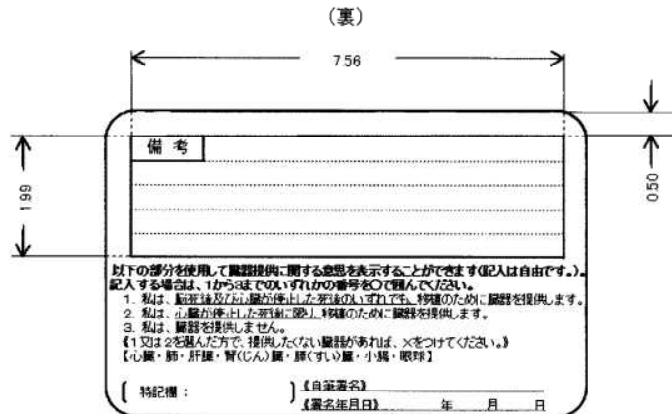 (裏)
7.56
備考
1.99
0.50
以下の部分を使用して臓器提供に関する意思を表示することができます(記入は自由です。)。
記入する場合は、1から3までのいずれかの番号を〇で囲んでください。
1. 私は、脳死後及び心臓が停止した死後のいずれでも、移植のために臓器を提供します。
2. 私は、心臓が停止した死後に限り、移植のために臓器を提供します。
3. 私は、臓器を提供しません。
《1又は2を選んだ方で、提供したくない臓器があれば、×をつけてください。》
【心臓・肺・肝臓・腎(じん)臓・膵(すい)臓・小腸・眼球】
〔特記欄: 〕
《自筆署名》
《署名年月日》 年 月 日